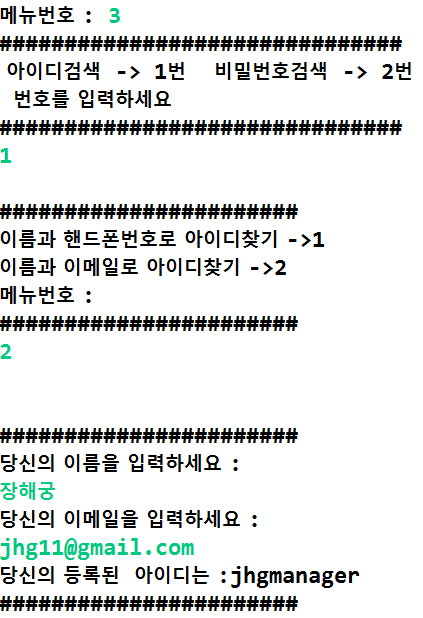 메뉴번호 : 3
###############################
아이디검색 -> 1번  비밀번호검색 -> 2번
번호를 입력하세요
###############################
1
#######################
이름과 핸드폰번호로 아이디찾기 ->1
이름과 이메일로 아이디찾기 ->2
메뉴번호 :
#######################
2
#######################
당신의 이름을 입력하세요 :
장해궁
당신의 이메일을 입력하세요 :
jhg11@gmail.com
당신의 등록된  아이디는 :jhgmanager
#######################